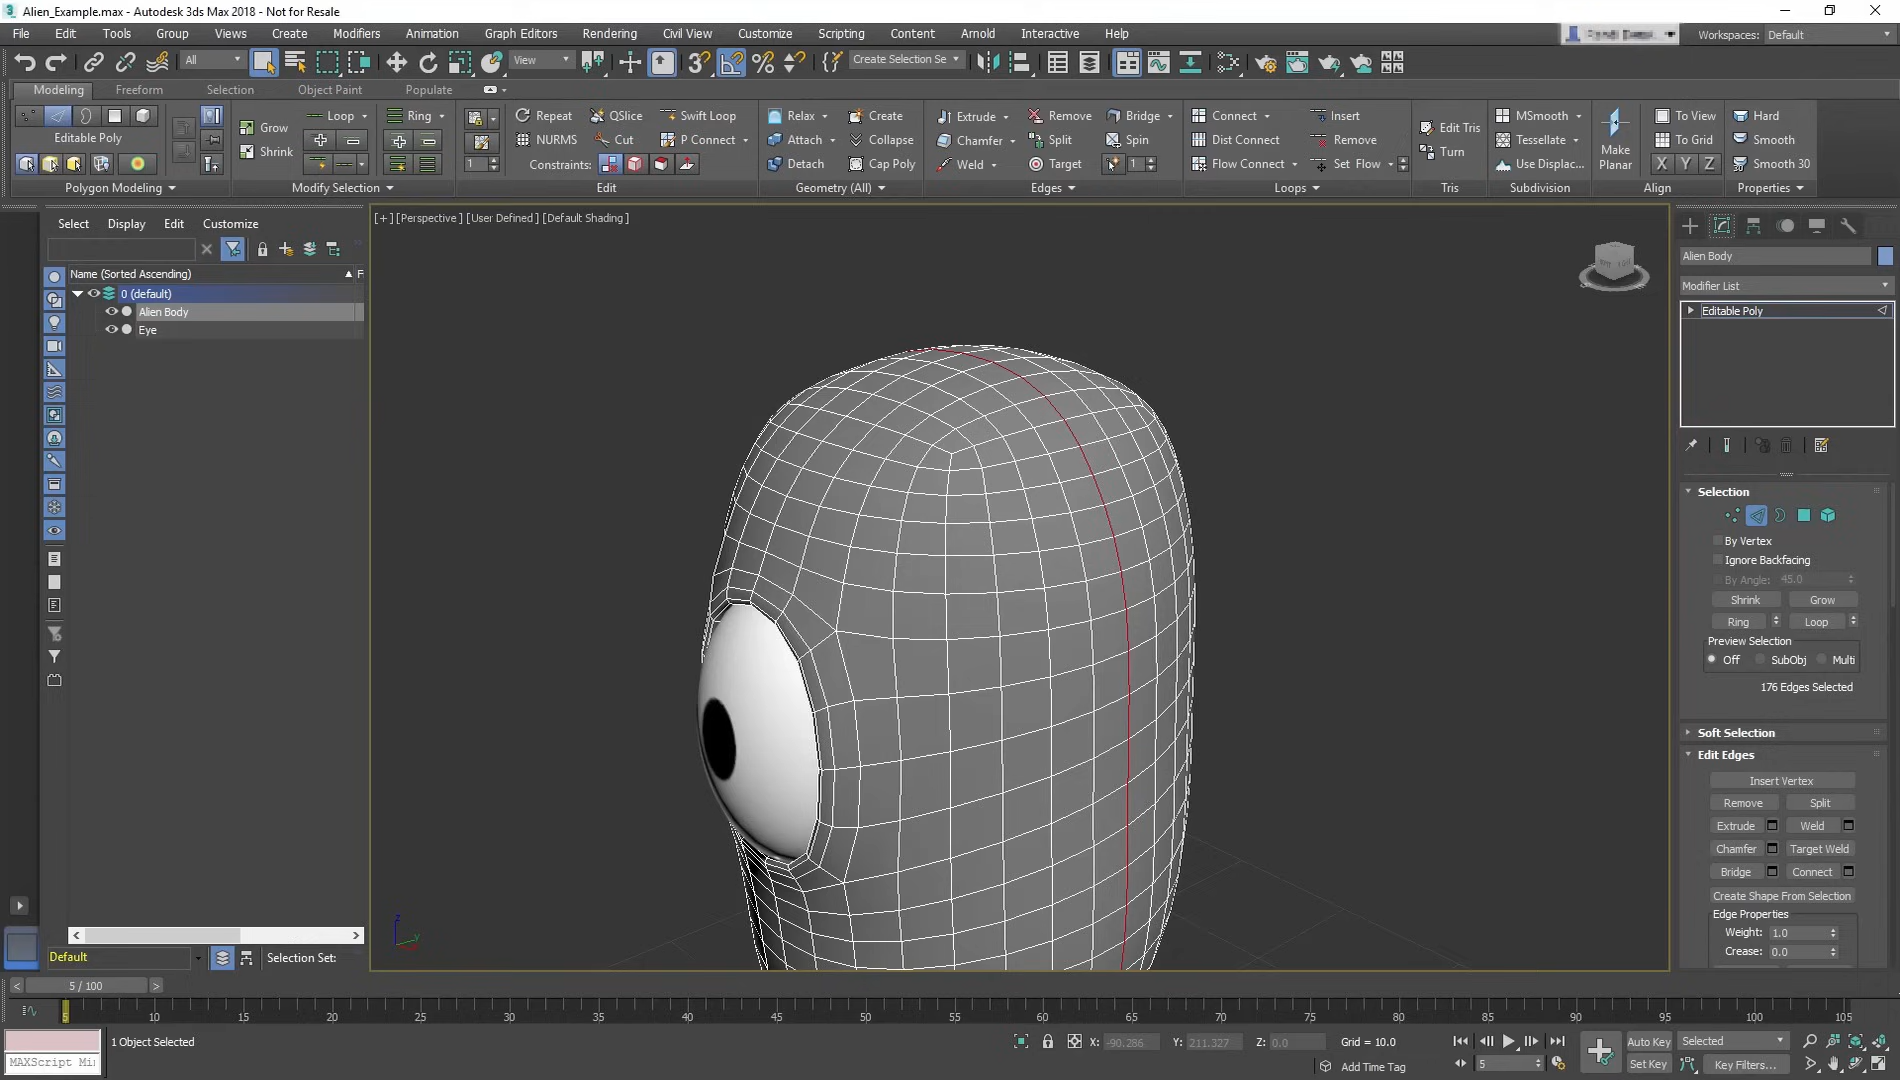 Alien_Example.max - Autodesk 3ds Max 2018 - Not for Resale
File Edit Tools Group Views Create Modifiers Animation Graph Editors Rendering Civil View Customize Scripting Content Arnold Interactive Help
Workspaces: Default
All View Create Selection Se
Modeling Freeform Selection Object Paint Populate
Loop Ring Repeat QSlice Swift Loop Relax Create Extrude Remove Bridge Connect Insert MSmooth To View Hard
Editable Poly Grow NURMS Cut P Connect Attach Collapse Chamfer Split Spin Dist Connect Remove Edit Tris Tessellate Make Planar To Grid Smooth
Shrink 1 Constraints: Detach Cap Poly Weld Target 1 Flow Connect Set Flow Turn Use Displac... X Y Z Smooth 30
Polygon Modeling Modify Selection Edit Geometry (All) Edges Loops Tris Subdivision Align Properties
Select Display Edit Customize
[+] [Perspective] [User Defined] [Default Shading]
Name (Sorted Ascending) F
0 (default)
Alien Body
Eye
Alien Body
Modifier List
Editable Poly
Selection
By Vertex
Ignore Backfacing
By Angle: 45.0
Shrink Grow
Ring Loop
Preview Selection
Off SubObj Multi
176 Edges Selected
Soft Selection
Edit Edges
Insert Vertex
Remove Split
Extrude Weld
Chamfer Target Weld
Bridge Connect
Create Shape From Selection
Edge Properties
Weight: 1.0
Crease: 0.0
z
y
Default Selection Set:
< 5 / 100 >
5 10 15 20 25 30 35 40 45 50 55 60 65 70 75 80 85 90 95 100 105
1 Object Selected X: -90.286 Y: 211.327 Z: 0.0 Grid = 10.0 Auto Key Selected
MAXScript Mi Add Time Tag 5 Set Key Key Filters...